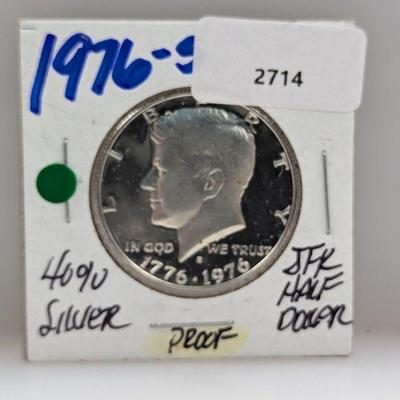 1976-S
2714
LIBERTY
IN GOD WE TRUST
S
1776·1976
40%
SILVER
PROOF
JFK
HALF
DOLLAR